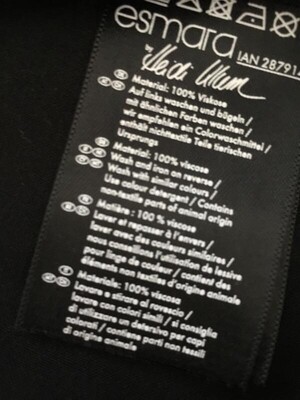 esmara
by
Heidi Klum
IAN 28791
Material: 100% Viskose
Auf links waschen und bügeln /
mit ähnlichen Farben waschen /
wir empfehlen ein Colorwaschmittel /
enthält nichttextile Teile tierischen
Ursprungs
Material: 100% viscose
Wash and iron on reverse /
Wash with similar colours /
Use colour detergent / Contains
non-textile parts of animal origin
Matière : 100 % viscose
Laver et repasser à l'envers /
laver avec des couleurs similaires /
nous conseillons l'utilisation de lessive
pour linge de couleur / contient des
éléments non textiles d'origine animale
Materiale: 100% viscosa
Lavare e stirare al rovescio /
lavare con colori simili / si consiglia
di utilizzare un detersivo per capi
colorati / contiene parti non tessili
di origine animale